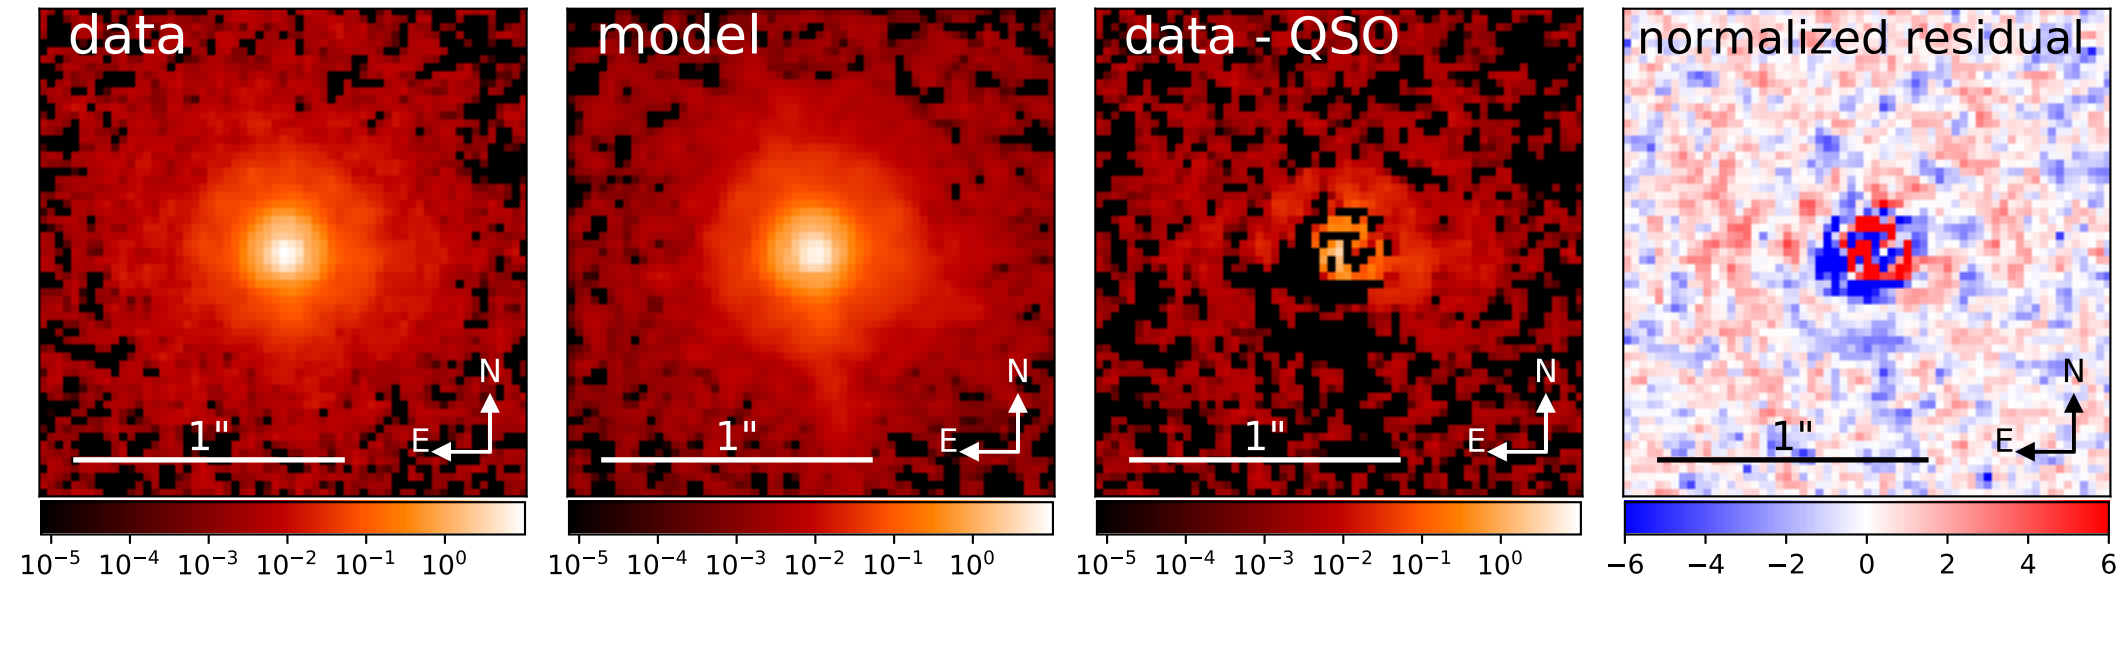 data model data - QSO normalized residual
N N N N
1" 1" 1" 1"
E E E E
10⁻⁵ 10⁻⁴ 10⁻³ 10⁻² 10⁻¹ 10⁰ 10⁻⁵ 10⁻⁴ 10⁻³ 10⁻² 10⁻¹ 10⁰ 10⁻⁵ 10⁻⁴ 10⁻³ 10⁻² 10⁻¹ 10⁰ −6 −4 −2 0 2 4 6